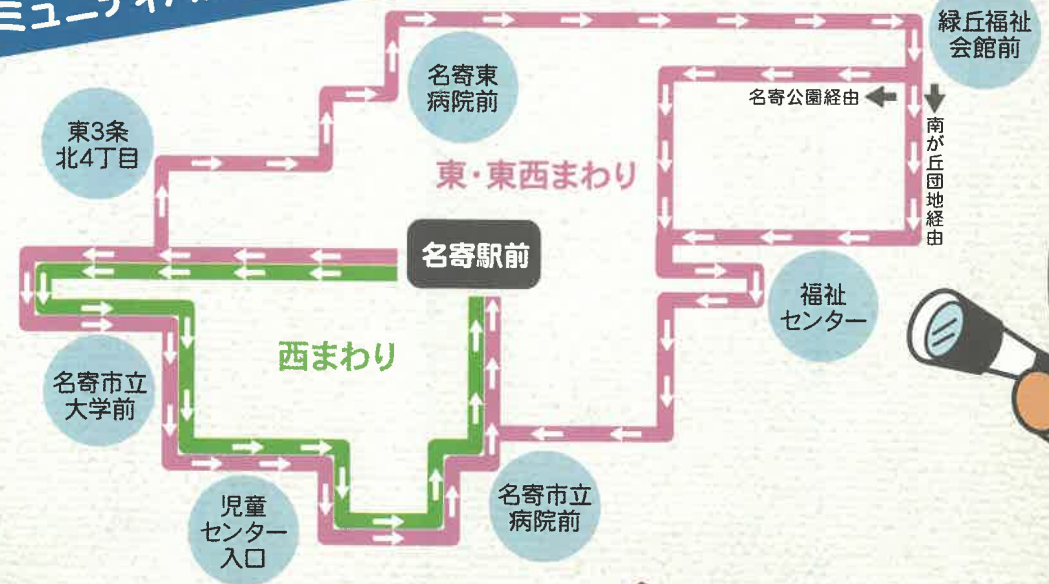 ミューティバ
緑丘福祉
会館前
名寄東
病院前
名寄公園経由
南が丘団地経由
東3条
北4丁目
東・東西まわり
名寄駅前
福祉
センター
西まわり
名寄市立
大学前
児童
センター
入口
名寄市立
病院前